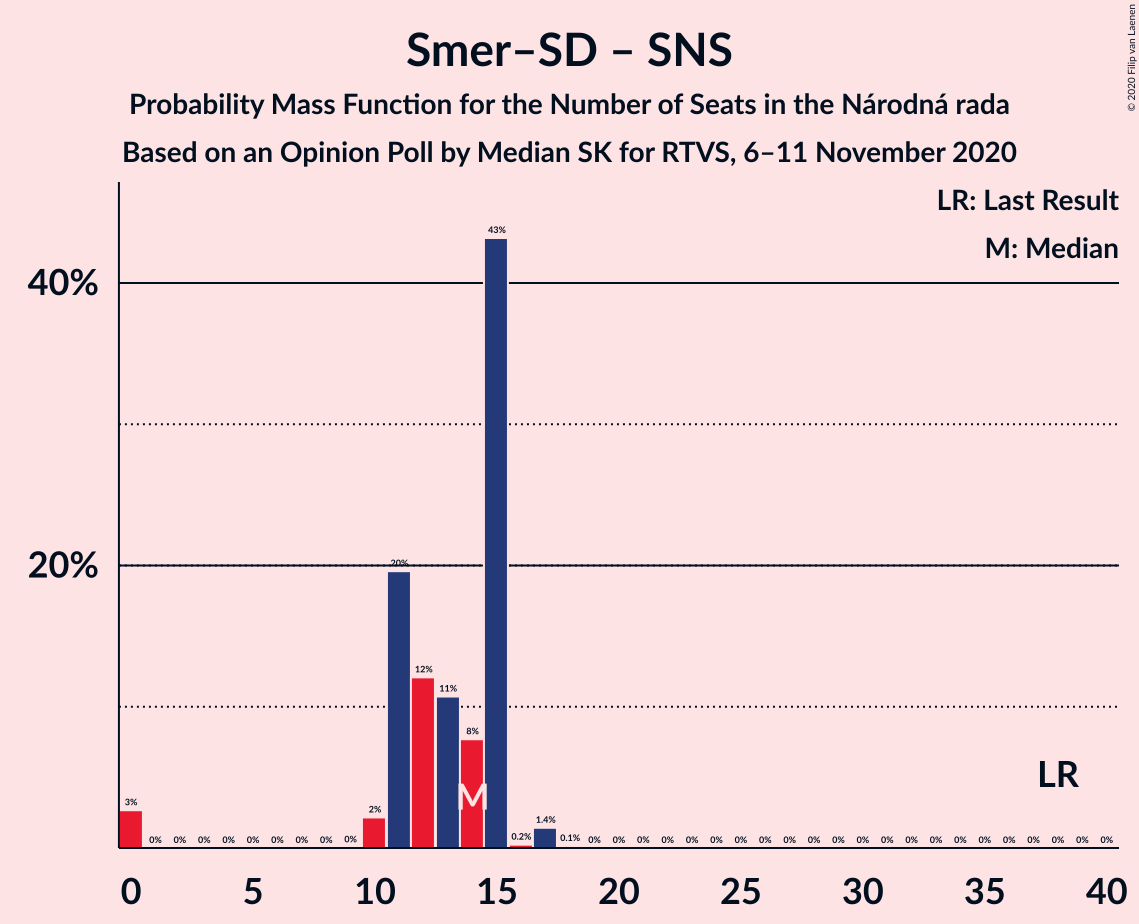 Smer–SD – SNS
Probability Mass Function for the Number of Seats in the Národná rada
Based on an Opinion Poll by Median SK for RTVS, 6–11 November 2020
© 2020 Filip van Laenen
LR: Last Result
M: Median
40%
20%
3% 0% 0% 0% 0% 0% 0% 0% 0% 0% 2% 20% 12% 11% 8% 43% 0.2% 1.4% 0.1% 0% 0% 0% 0% 0% 0% 0% 0% 0% 0% 0% 0% 0% 0% 0% 0% 0% 0% 0% 0% 0% 0%
M
LR
0 5 10 15 20 25 30 35 40